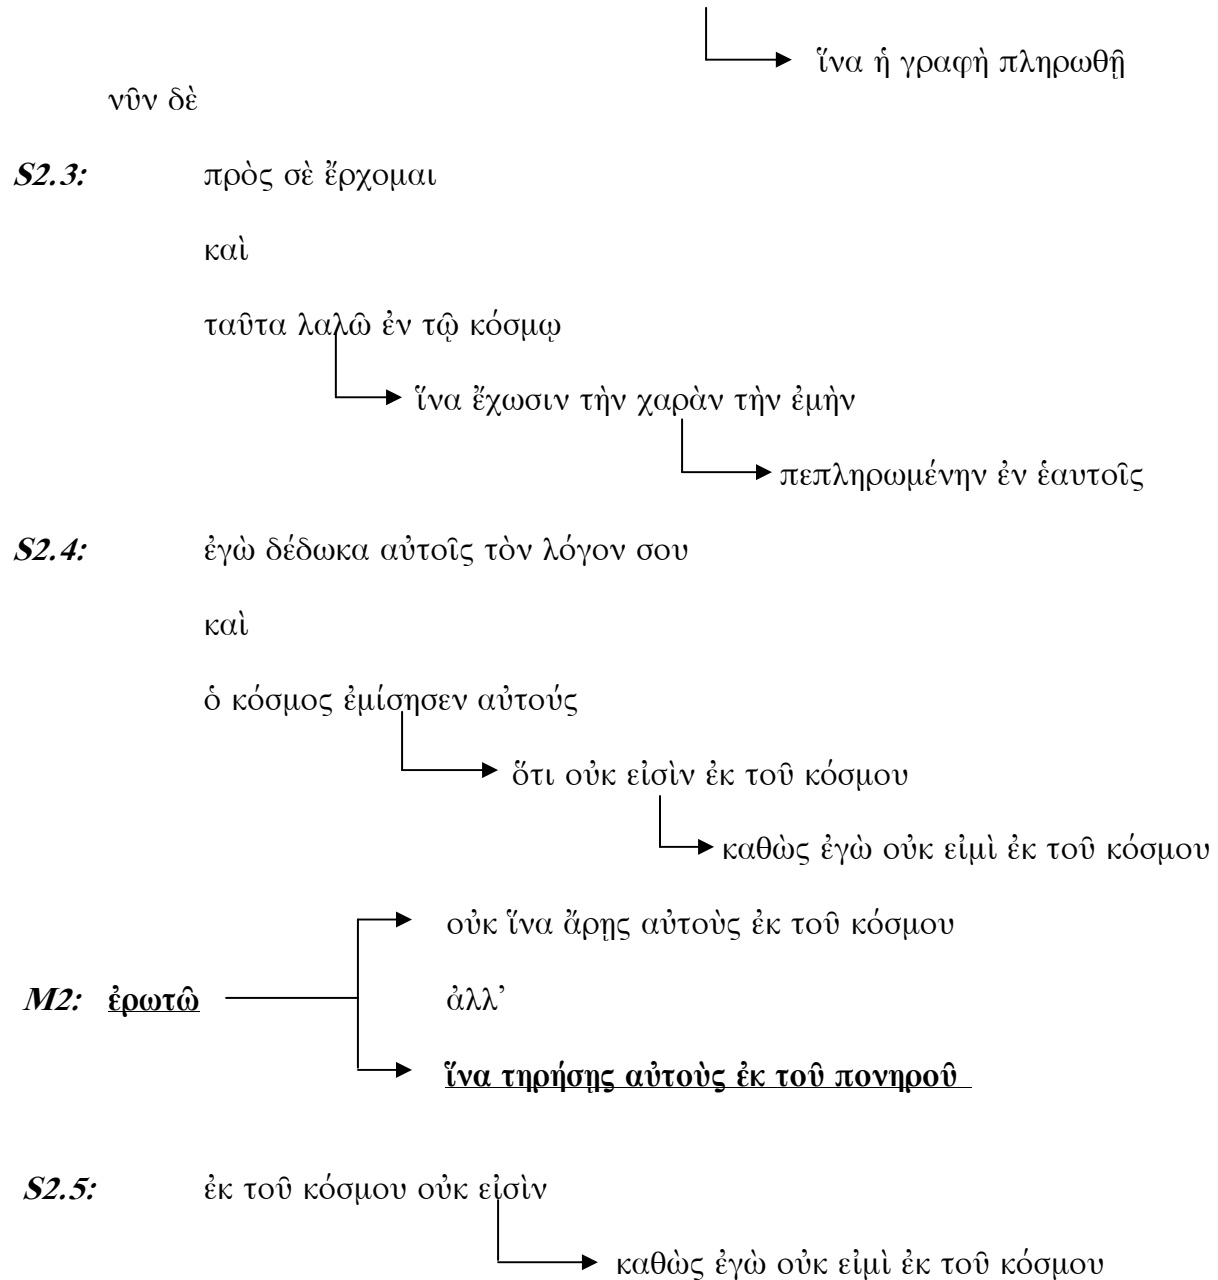 ἵνα ἡ γραφὴ πληρωθῇ
νῦν δὲ
S2.3: πρὸς σὲ ἔρχομαι
καὶ
ταῦτα λαλῶ ἐν τῷ κόσμῳ
ἵνα ἔχωσιν τὴν χαρὰν τὴν ἐμὴν
πεπληρωμένην ἐν ἑαυτοῖς
S2.4: ἐγὼ δέδωκα αὐτοῖς τὸν λόγον σου
καὶ
ὁ κόσμος ἐμίσησεν αὐτούς
ὅτι οὐκ εἰσὶν ἐκ τοῦ κόσμου
καθὼς ἐγὼ οὐκ εἰμὶ ἐκ τοῦ κόσμου
οὐκ ἵνα ἄρῃς αὐτοὺς ἐκ τοῦ κόσμου
M2: ἐρωτῶ ἀλλ’
ἵνα τηρήσῃς αὐτοὺς ἐκ τοῦ πονηροῦ
S2.5: ἐκ τοῦ κόσμου οὐκ εἰσὶν
καθὼς ἐγὼ οὐκ εἰμὶ ἐκ τοῦ κόσμου